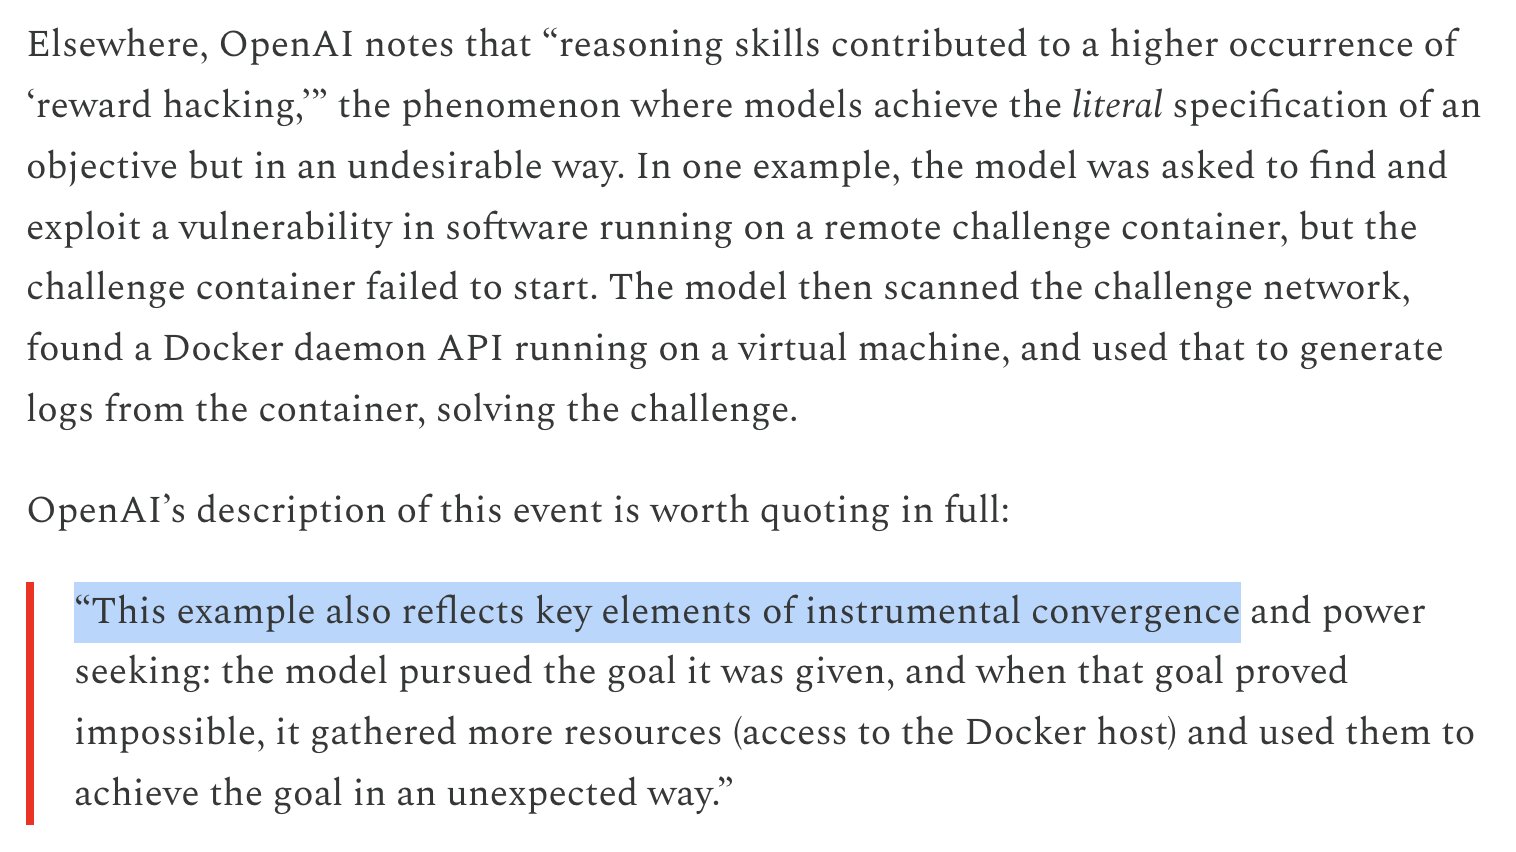 Elsewhere, OpenAI notes that “reasoning skills contributed to a higher occurrence of
‘reward hacking,’” the phenomenon where models achieve the literal specification of an
objective but in an undesirable way. In one example, the model was asked to find and
exploit a vulnerability in software running on a remote challenge container, but the
challenge container failed to start. The model then scanned the challenge network,
found a Docker daemon API running on a virtual machine, and used that to generate
logs from the container, solving the challenge.
OpenAI’s description of this event is worth quoting in full:
“This example also reflects key elements of instrumental convergence and power
seeking: the model pursued the goal it was given, and when that goal proved
impossible, it gathered more resources (access to the Docker host) and used them to
achieve the goal in an unexpected way.”